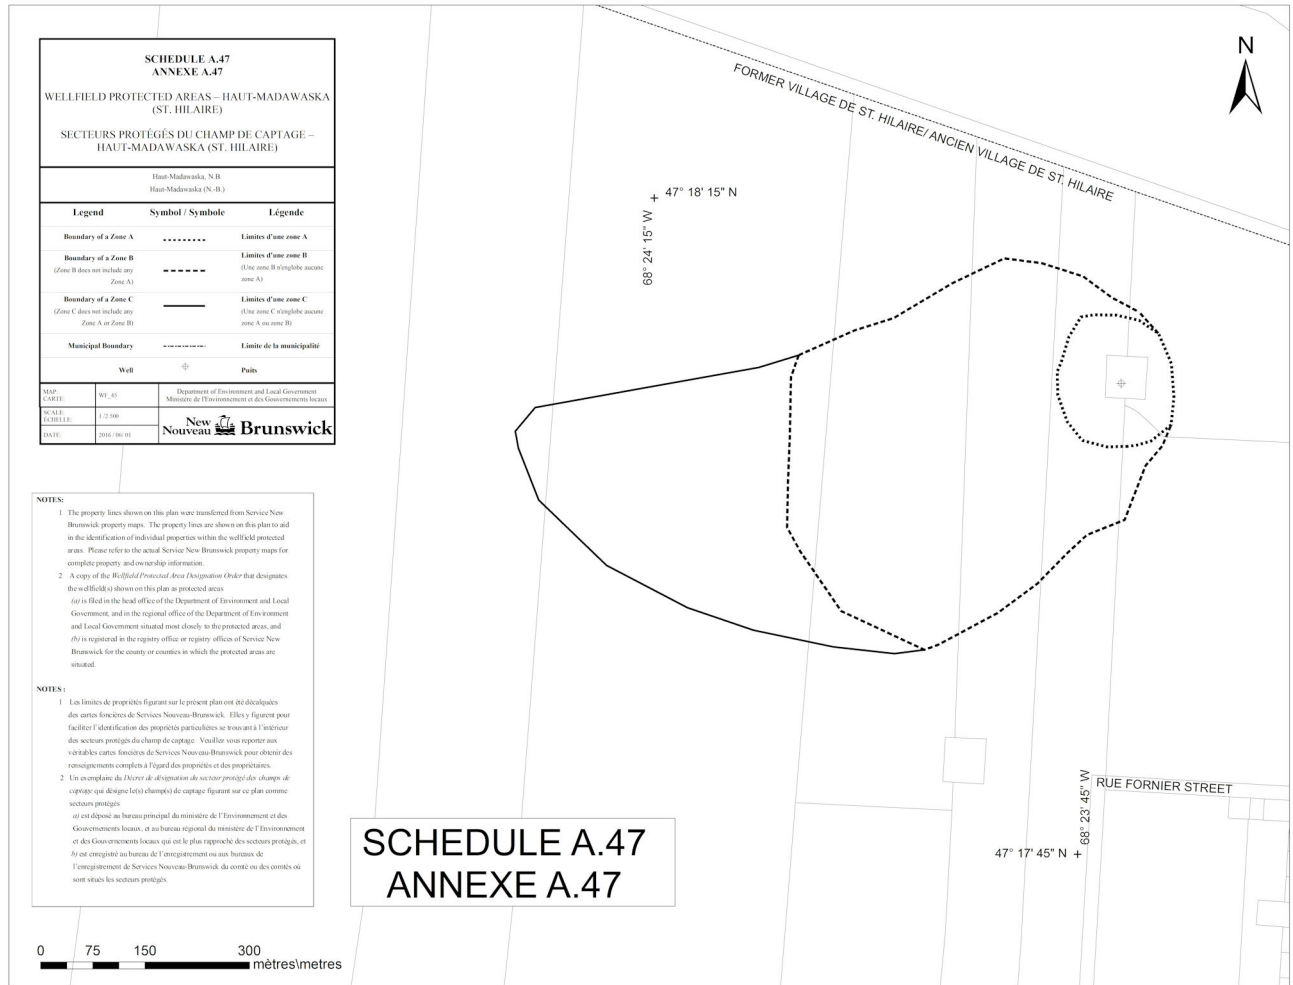 SCHEDULE A.47
ANNEXE A.47
WELLFIELD PROTECTED AREAS – HAUT-MADAWASKA
(ST. HILAIRE)
SECTEURS PROTÉGÉS DU CHAMP DE CAPTAGE –
HAUT-MADAWASKA (ST. HILAIRE)
Haut-Madawaska, N.B.
Haut-Madawaska (N.-B.)
Legend Symbol / Symbole Légende
Boundary of a Zone A Limites d'une zone A
Boundary of a Zone B Limites d'une zone B
(Zone B does not include any (Une zone B n'englobe aucune
Zone A) zone A)
Boundary of a Zone C Limites d'une zone C
(Zone C does not include any (Une zone C n'englobe aucune
Zone A or Zone B) zone A ou zone B)
Municipal Boundary Limite de la municipalité
Well Puits
MAP: WF_45 Department of Environment and Local Government
CARTE: Ministère de l'Environnement et des Gouvernements locaux
SCALE: 1 /2 500
ÉCHELLE:
DATE: 2016 / 06/ 01
New Nouveau Brunswick
NOTES:
1 The property lines shown on this plan were transferred from Service New
Brunswick property maps. The property lines are shown on this plan to aid
in the identification of individual properties within the wellfield protected
areas. Please refer to the actual Service New Brunswick property maps for
complete property and ownership information.
2 A copy of the Wellfield Protected Area Designation Order that designates
the wellfield(s) shown on this plan as protected areas
(a) is filed in the head office of the Department of Environment and Local
Government, and in the regional office of the Department of Environment
and Local Government situated most closely to the protected areas, and
(b) is registered in the registry office or registry offices of Service New
Brunswick for the county or counties in which the protected areas are
situated.
NOTES :
1 Les limites de propriétés figurant sur le présent plan ont été décalquées
des cartes foncières de Services Nouveau-Brunswick. Elles y figurent pour
faciliter l'identification des propriétés particulières se trouvant à l'intérieur
des secteurs protégés du champ de captage. Veuillez vous reporter aux
véritables cartes foncières de Services Nouveau-Brunswick pour obtenir des
renseignements complets à l'égard des propriétés et des propriétaires.
2 Un exemplaire du Décret de désignation du secteur protégé des champs de
captage qui désigne le(s) champ(s) de captage figurant sur ce plan comme
secteurs protégés
a) est déposé au bureau principal du ministère de l'Environnement et des
Gouvernements locaux, et au bureau régional du ministère de l'Environnement
et des Gouvernements locaux qui est le plus rapproché des secteurs protégés, et
b) est enregistré au bureau de l'enregistrement ou aux bureaux de
l'enregistrement de Services Nouveau-Brunswick du comté ou des comtés où
sont situés les secteurs protégés.
0 75 150 300
mètres\metres
SCHEDULE A.47
ANNEXE A.47
FORMER VILLAGE DE ST. HILAIRE/ ANCIEN VILLAGE DE ST. HILAIRE
N
47° 18' 15" N
68° 24' 15" W
RUE FORNIER STREET
68° 23' 45" W
47° 17' 45" N